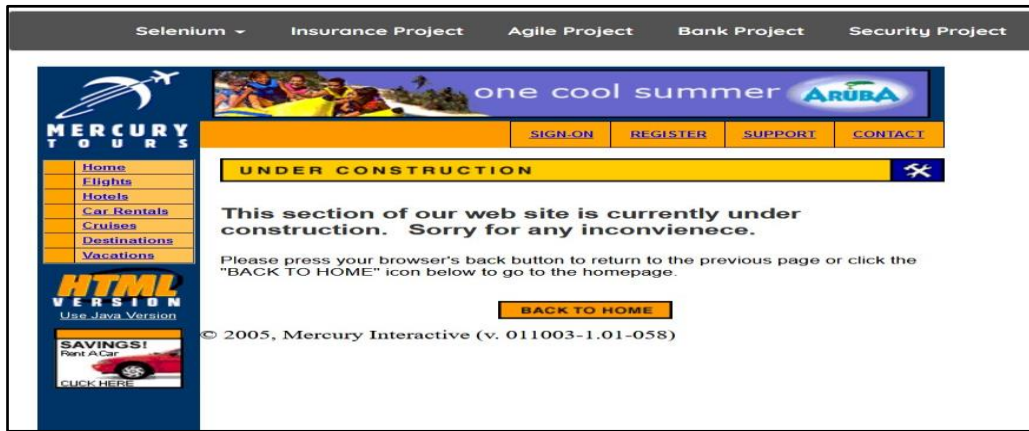 Selenium Insurance Project Agile Project Bank Project Security Project
one cool summer ARUBA
MERCURY
TOURS
SIGN-ON REGISTER SUPPORT CONTACT
Home
Flights
Hotels
Car Rentals
Cruises
Destinations
Vacations
HTML
VERSION
Use Java Version
SAVINGS!
Rent A Car
CLICK HERE
UNDER CONSTRUCTION
This section of our web site is currently under
construction. Sorry for any inconvienece.
Please press your browser's back button to return to the previous page or click the
"BACK TO HOME" icon below to go to the homepage.
BACK TO HOME
© 2005, Mercury Interactive (v. 011003-1.01-058)